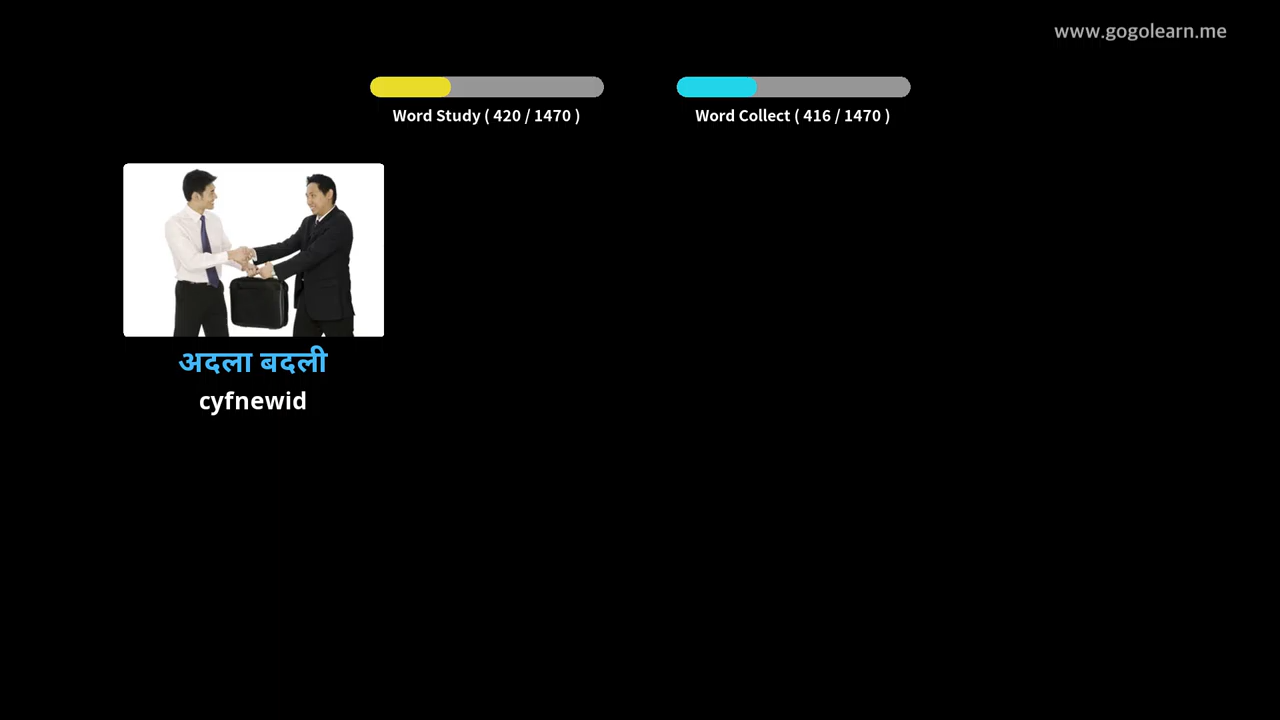 www.gogolearn.me
Word Study ( 420 / 1470 )
Word Collect ( 416 / 1470 )
अदला बदली
cyfnewid